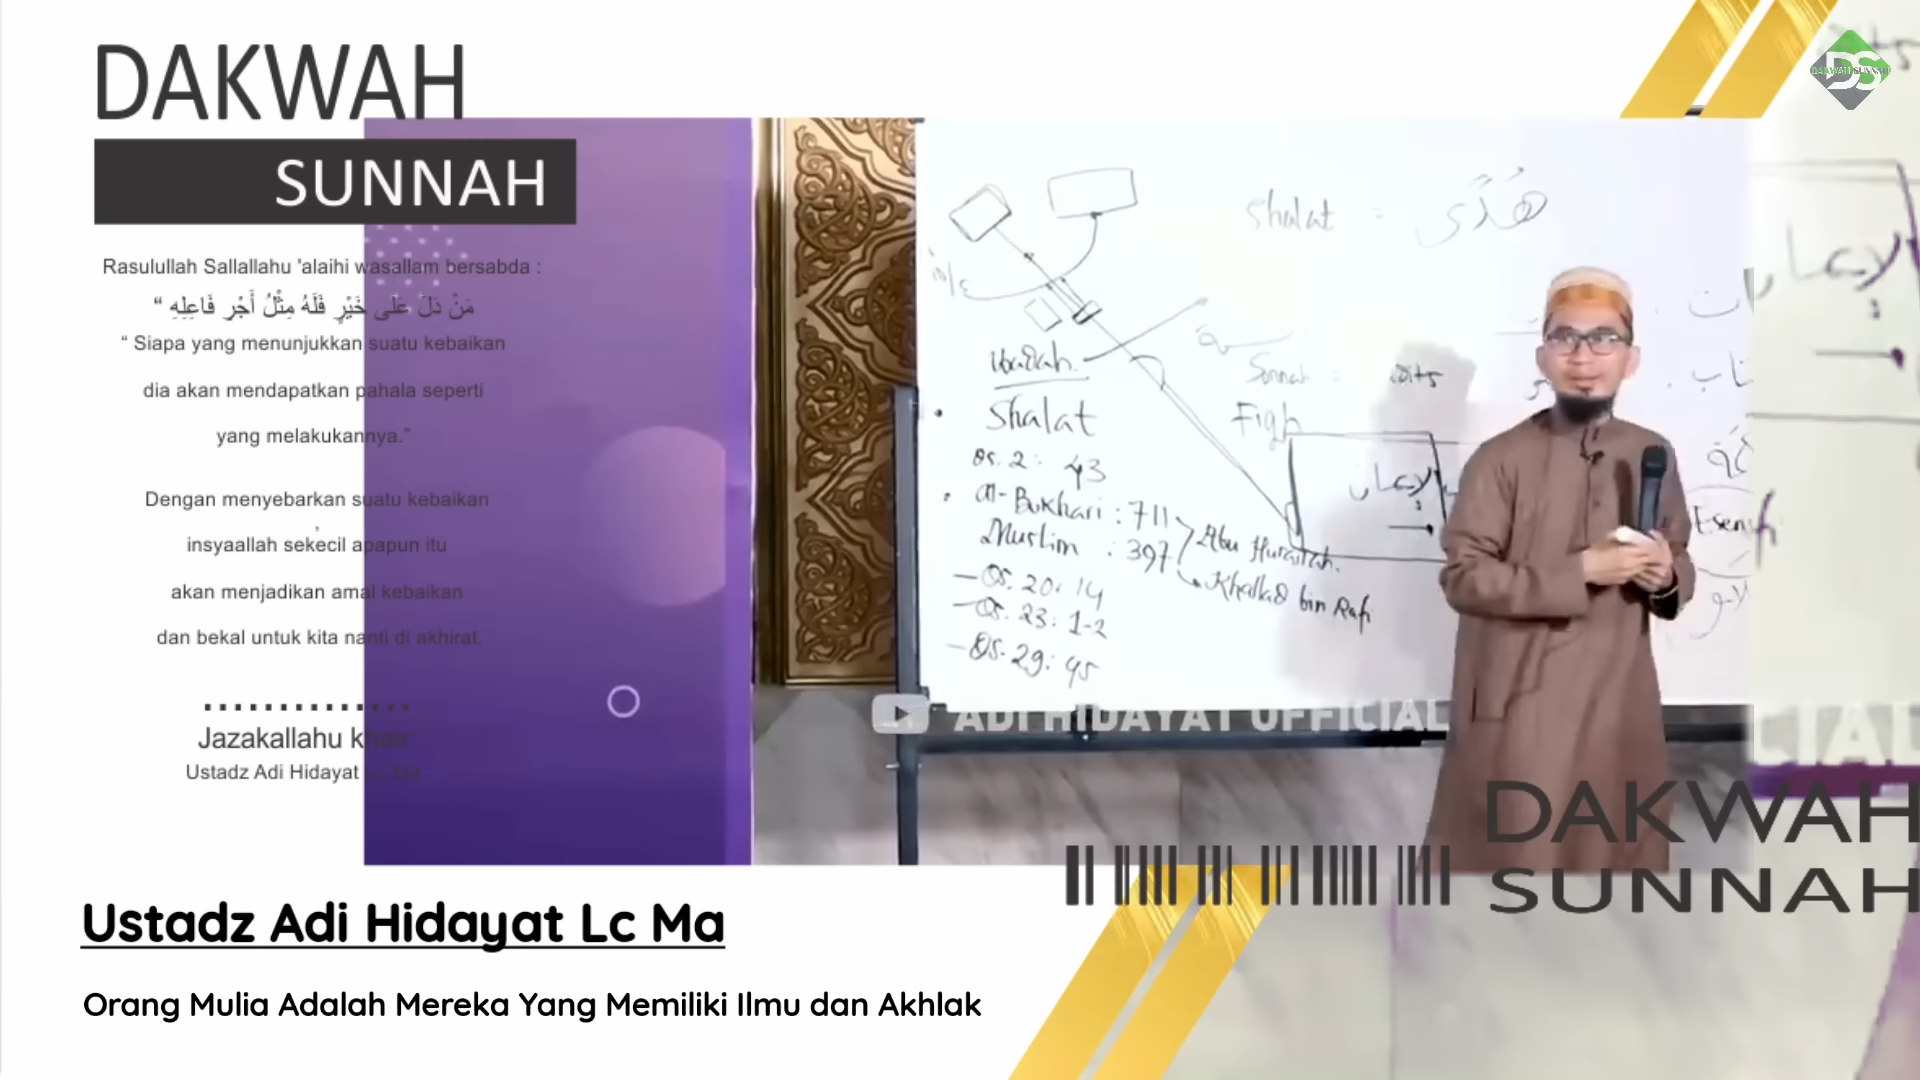 DAKWAH
SUNNAH
Rasulullah Sallallahu 'alaihi wasallam bersabda :
“ مَنْ دَلَّ عَلَى خَيْرٍ فَلَهُ مِثْلُ أَجْرِ فَاعِلِهِ
“ Siapa yang menunjukkan suatu kebaikan
dia akan mendapatkan pahala seperti
yang melakukannya.”
Dengan menyebarkan suatu kebaikan
insyaallah sekecil apapun itu
akan menjadikan amal kebaikan
dan bekal untuk kita nanti di akhirat.
Jazakallahu khair
Ustadz Adi Hidayat Lc Ma
Shalat = هُدًى
Ibadah
Shalat
Qs. 2: 43
Al-Bukhari : 711
Muslim : 397
Abu Hurairah.
Khallad bin Rafi
Qs. 20: 14
Qs. 23: 1-2
Qs. 29: 45
Sunnah
Fiqh
Esensi
ADI HIDAYAT OFFICIAL
DS
DAKWAH SUNNAH
DAKWAH
SUNNAH
Ustadz Adi Hidayat Lc Ma
Orang Mulia Adalah Mereka Yang Memiliki Ilmu dan Akhlak